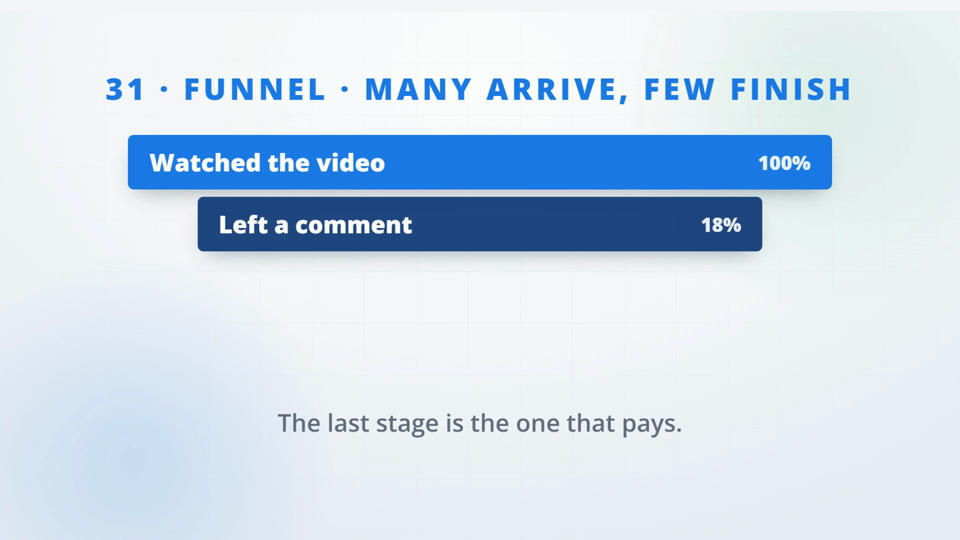 31 · FUNNEL · MANY ARRIVE, FEW FINISH
Watched the video 100%
Left a comment 18%
The last stage is the one that pays.